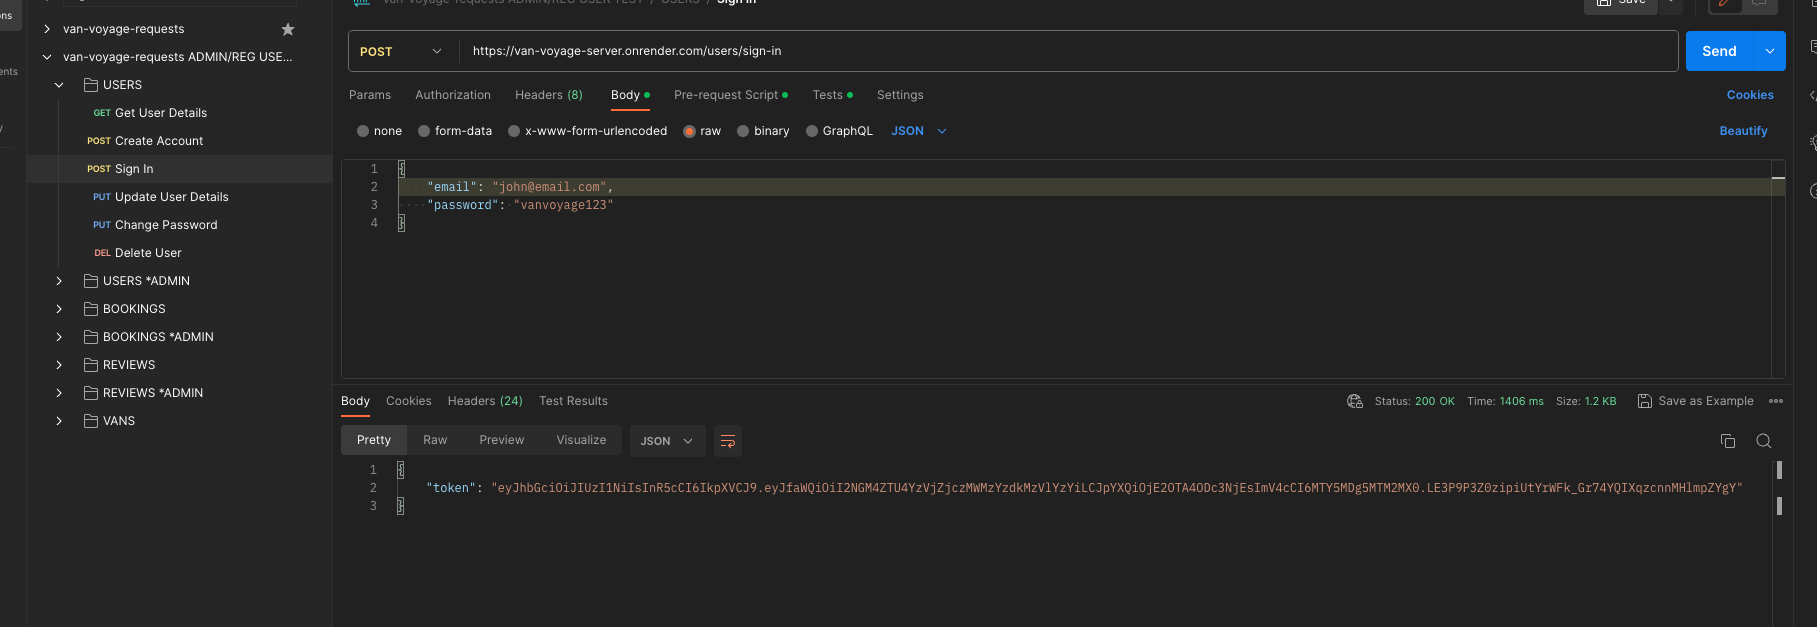 ons
ents
y
van-voyage-requests
van-voyage-requests ADMIN/REG USE...
USERS
GET Get User Details
POST Create Account
POST Sign In
PUT Update User Details
PUT Change Password
DEL Delete User
USERS *ADMIN
BOOKINGS
BOOKINGS *ADMIN
REVIEWS
REVIEWS *ADMIN
VANS
van-voyage-requests ADMIN/REG USER TEST / USERS / Sign In
Save
POST https://van-voyage-server.onrender.com/users/sign-in
Send
Params Authorization Headers (8) Body Pre-request Script Tests Settings Cookies
none form-data x-www-form-urlencoded raw binary GraphQL JSON Beautify
1 {
2 "email": "john@email.com",
3 "password": "vanvoyage123"
4 }
Body Cookies Headers (24) Test Results Status: 200 OK Time: 1406 ms Size: 1.2 KB Save as Example
Pretty Raw Preview Visualize JSON
1 {
2 "token": "eyJhbGciOiJIUzI1NiIsInR5cCI6IkpXVCJ9.eyJfaWQiOiI2NGM4ZTU4YzVjZjczMWMzYzdkMzVlYzYiLCJpYXQiOjE2OTA4ODc3NjEsImV4cCI6MTY5MDg5MTM2MX0.LE3P9P3Z0zipiUtYrWFk_Gr74YQIXqzcnnMHlmpZYgY"
3 }